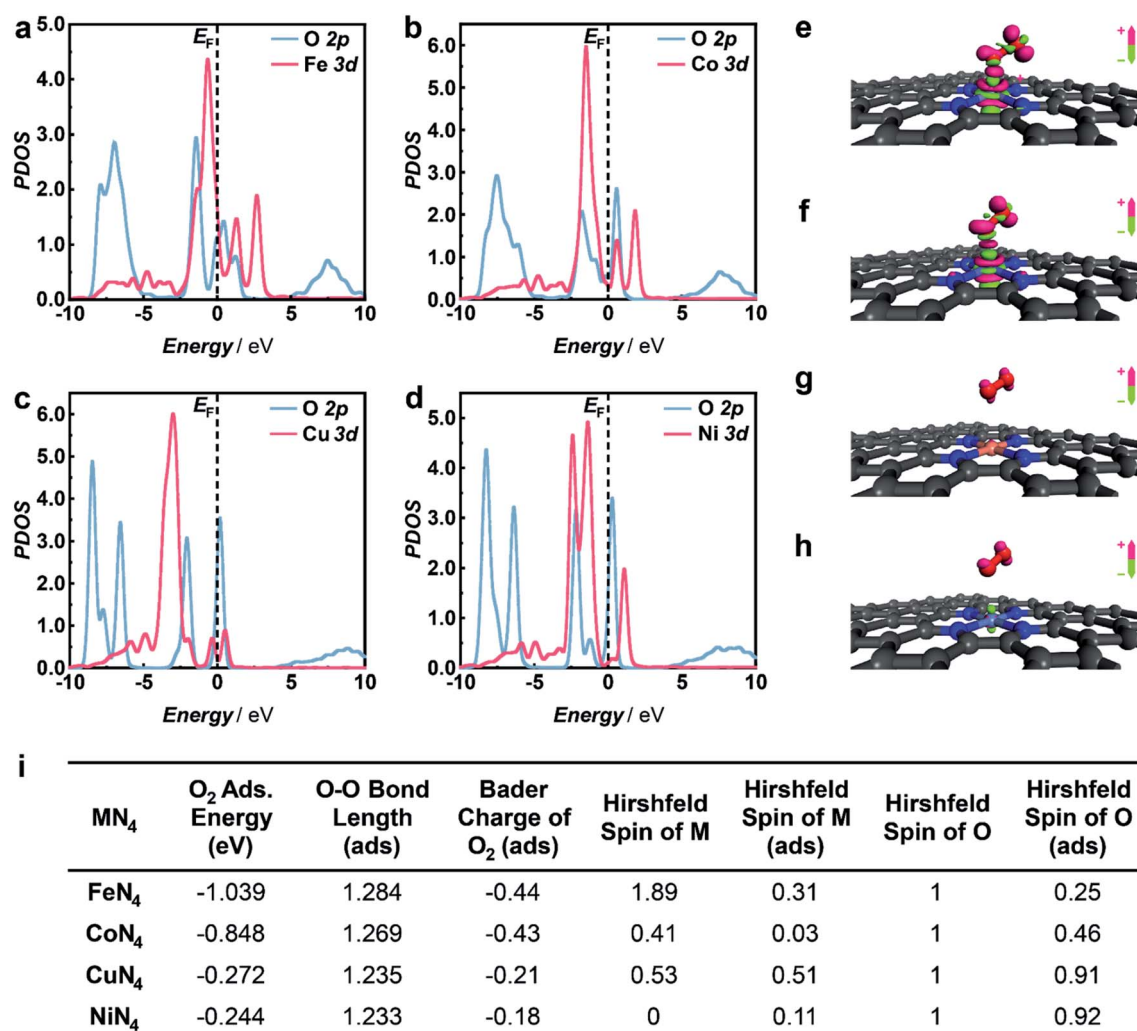 a
5.0
4.0
3.0
2.0
1.0
0.0
PDOS
E_F
O 2p
Fe 3d
-10 -5 0 5 10
Energy / eV
b
6.0
5.0
4.0
3.0
2.0
1.0
0.0
PDOS
E_F
O 2p
Co 3d
-10 -5 0 5 10
Energy / eV
c
6.0
5.0
4.0
3.0
2.0
1.0
0.0
PDOS
E_F
O 2p
Cu 3d
-10 -5 0 5 10
Energy / eV
d
5.0
4.0
3.0
2.0
1.0
0.0
PDOS
E_F
O 2p
Ni 3d
-10 -5 0 5 10
Energy / eV
e
+
−
f
+
−
g
+
−
h
+
−
i
MN₄
O₂ Ads.
Energy
(eV)
O-O Bond
Length
(ads)
Bader
Charge of
O₂ (ads)
Hirshfeld
Spin of M
Hirshfeld
Spin of M
(ads)
Hirshfeld
Spin of O
Hirshfeld
Spin of O
(ads)
FeN₄ -1.039 1.284 -0.44 1.89 0.31 1 0.25
CoN₄ -0.848 1.269 -0.43 0.41 0.03 1 0.46
CuN₄ -0.272 1.235 -0.21 0.53 0.51 1 0.91
NiN₄ -0.244 1.233 -0.18 0 0.11 1 0.92